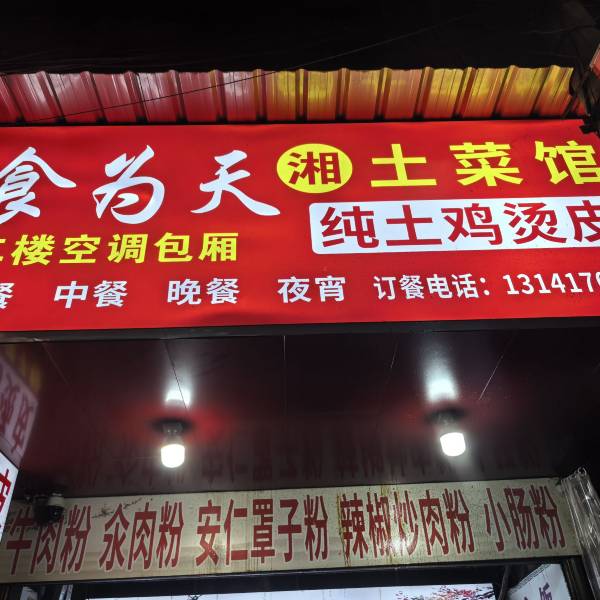 食为天 湘 土菜馆
纯土鸡烫皮
楼空调包厢
餐 中餐 晚餐 夜宵 订餐电话：1314176
牛肉粉 汆肉粉 安仁罩子粉 辣椒炒肉粉 小肠粉